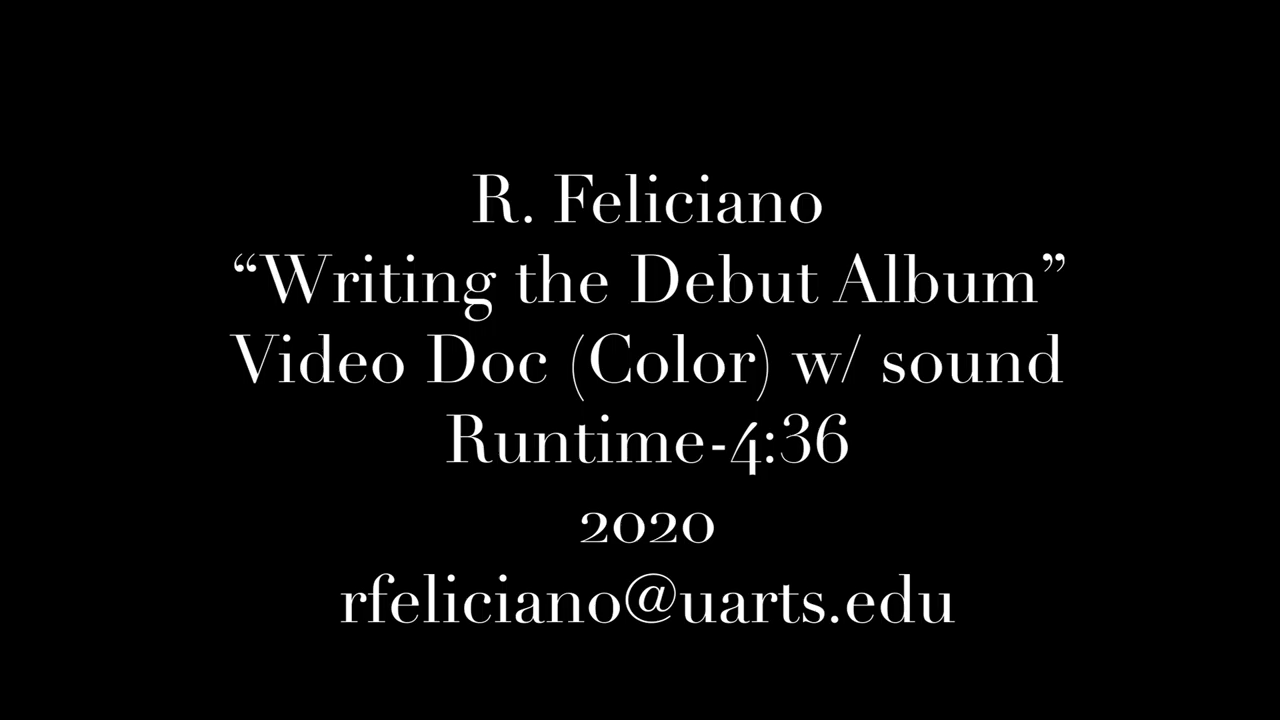 R. Feliciano
“Writing the Debut Album”
Video Doc (Color) w/ sound
Runtime-4:36
2020
rfeliciano@uarts.edu